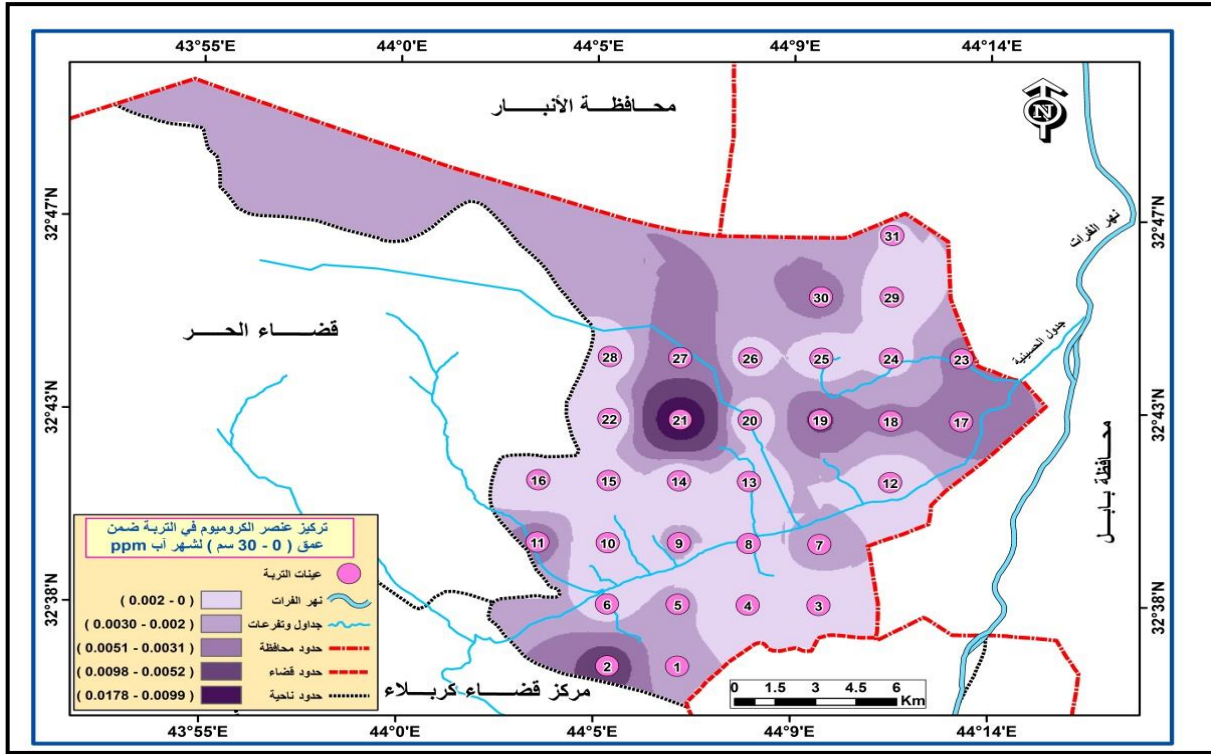 43°55'E 44°0'E 44°5'E 44°9'E 44°14'E
محافظة الأنبار
N
32°47'N
32°47'N
نهر الفرات
31
30
29
قضاء الحر
جدول الحسينية
28
27
26
25
24
23
32°43'N
32°43'N
22
21
20
19
18
17
محافظة بابل
16
15
14
13
12
11
10
9
8
7
6
5
4
3
2
1
32°38'N
32°38'N
تركيز عنصر الكروميوم في التربة ضمن
عمق ( 0 - 30 سم ) لشهر آب ppm
عينات التربة
نهر الفرات
( 0.002 - 0 )
جداول وتفرعات
( 0.0030 - 0.002 )
حدود محافظة
( 0.0051 - 0.0031 )
حدود قضاء
( 0.0098 - 0.0052 )
حدود ناحية
( 0.0178 - 0.0099 )
مركز قضاء كربلاء
0 1.5 3 4.5 6
Km
43°55'E 44°0'E 44°5'E 44°9'E 44°14'E